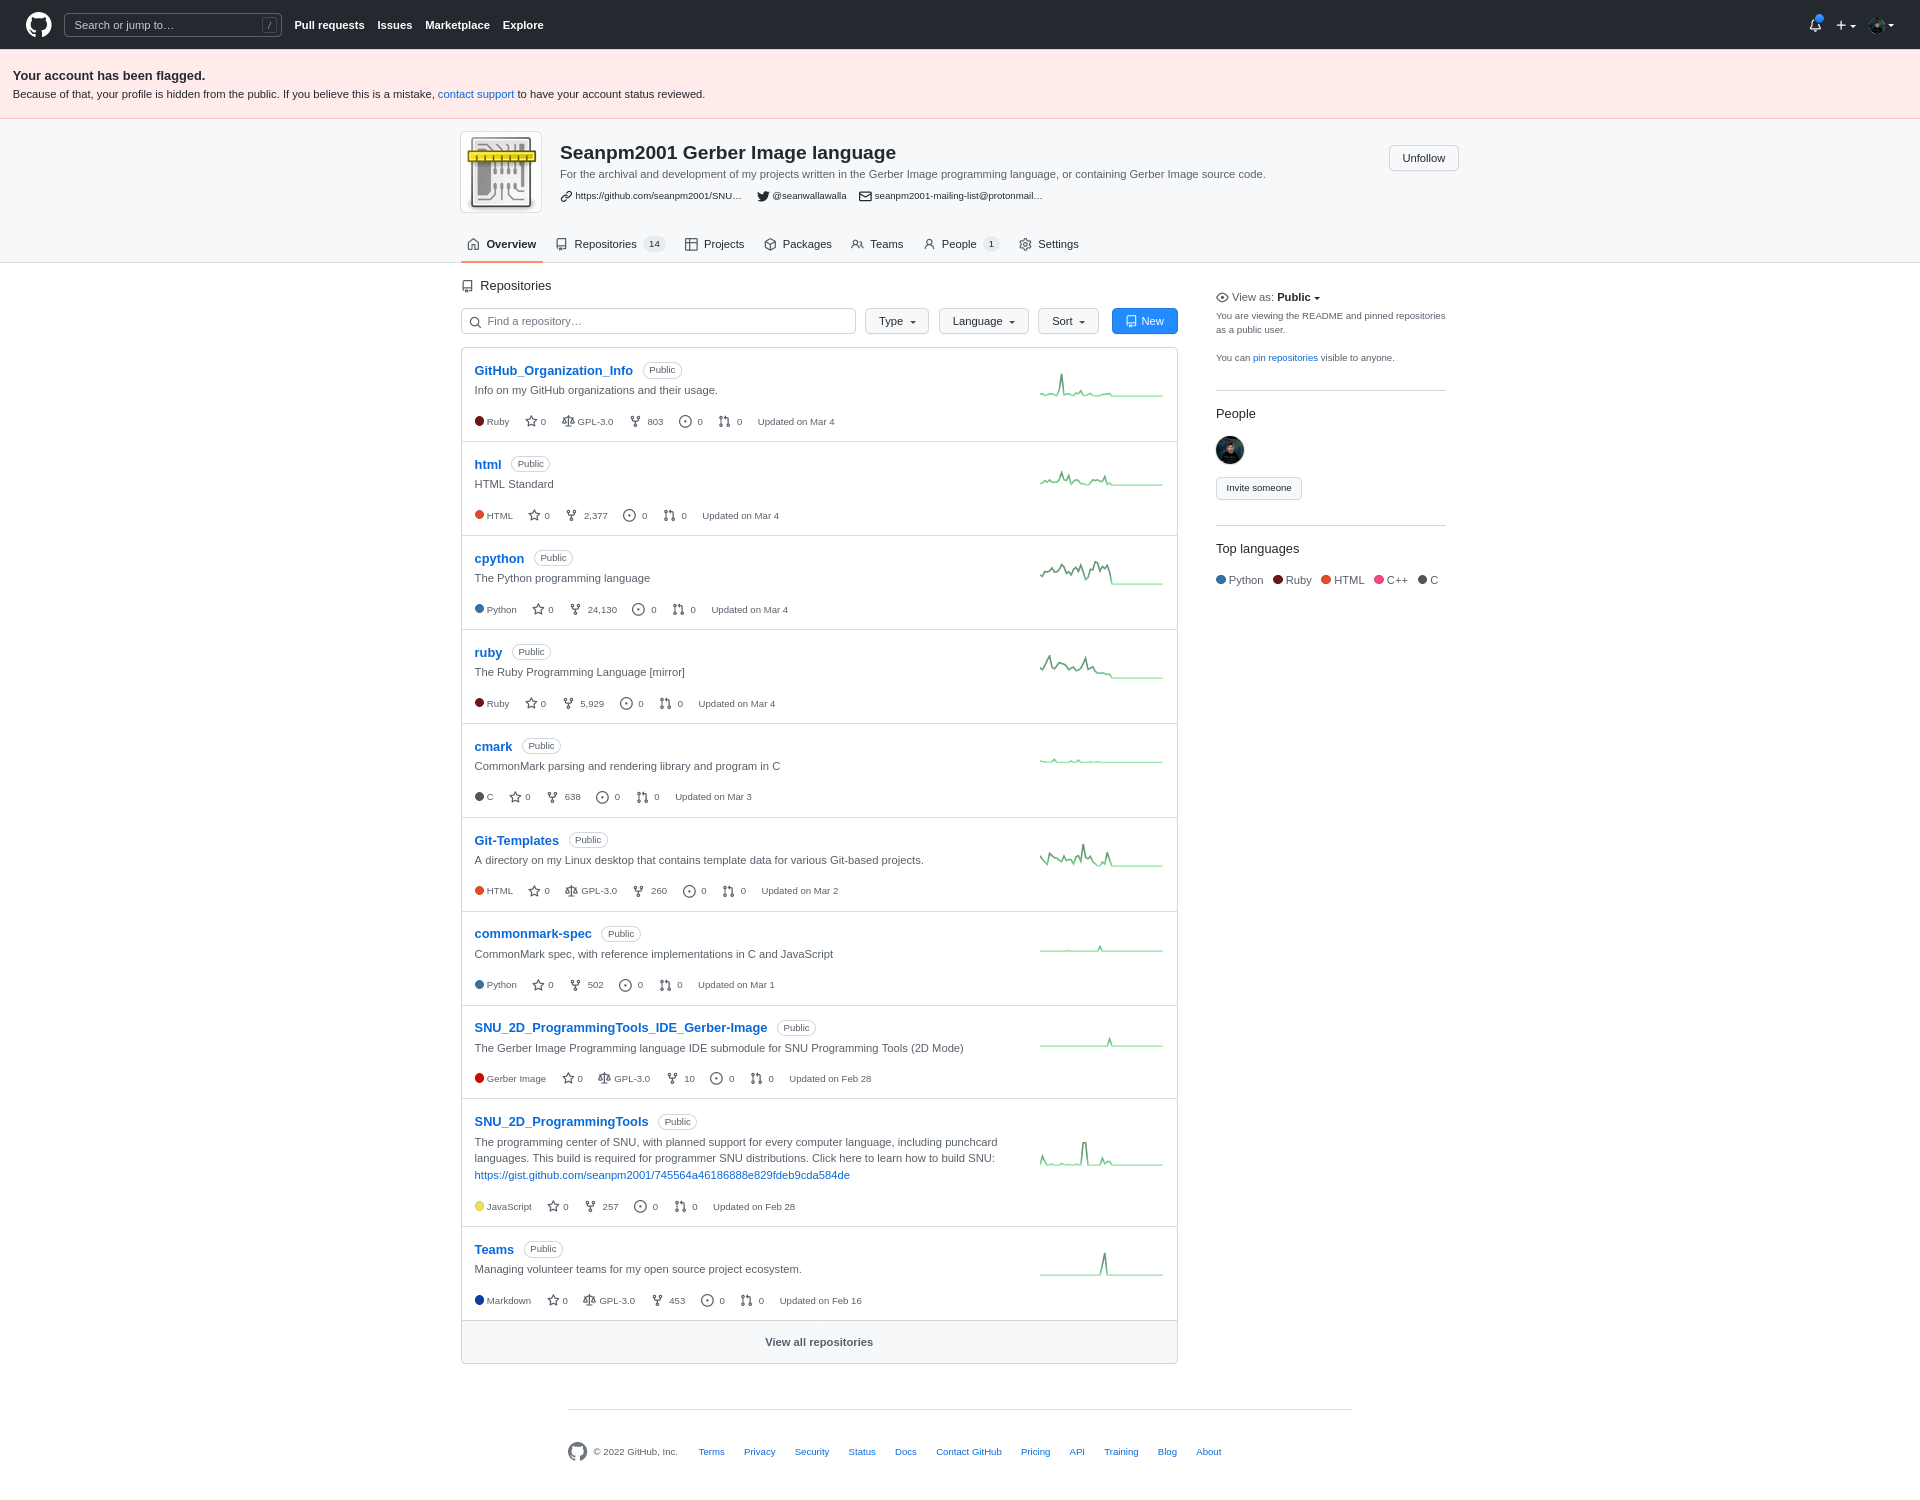 Search or jump to… /
Pull requests Issues Marketplace Explore
Your account has been flagged.
Because of that, your profile is hidden from the public. If you believe this is a mistake, contact support to have your account status reviewed.
Seanpm2001 Gerber Image language
Unfollow
For the archival and development of my projects written in the Gerber Image programming language, or containing Gerber Image source code.
https://github.com/seanpm2001/SNU… @seanwallawalla seanpm2001-mailing-list@protonmail…
Overview Repositories 14 Projects Packages Teams People 1 Settings
Repositories
Find a repository… Type Language Sort New
GitHub_Organization_Info Public
Info on my GitHub organizations and their usage.
Ruby 0 GPL-3.0 803 0 0 Updated on Mar 4
html Public
HTML Standard
HTML 0 2,377 0 0 Updated on Mar 4
cpython Public
The Python programming language
Python 0 24,130 0 0 Updated on Mar 4
ruby Public
The Ruby Programming Language [mirror]
Ruby 0 5,929 0 0 Updated on Mar 4
cmark Public
CommonMark parsing and rendering library and program in C
C 0 638 0 0 Updated on Mar 3
Git-Templates Public
A directory on my Linux desktop that contains template data for various Git-based projects.
HTML 0 GPL-3.0 260 0 0 Updated on Mar 2
commonmark-spec Public
CommonMark spec, with reference implementations in C and JavaScript
Python 0 502 0 0 Updated on Mar 1
SNU_2D_ProgrammingTools_IDE_Gerber-Image Public
The Gerber Image Programming language IDE submodule for SNU Programming Tools (2D Mode)
Gerber Image 0 GPL-3.0 10 0 0 Updated on Feb 28
SNU_2D_ProgrammingTools Public
The programming center of SNU, with planned support for every computer language, including punchcard
languages. This build is required for programmer SNU distributions. Click here to learn how to build SNU:
https://gist.github.com/seanpm2001/745564a46186888e829fdeb9cda584de
JavaScript 0 257 0 0 Updated on Feb 28
Teams Public
Managing volunteer teams for my open source project ecosystem.
Markdown 0 GPL-3.0 453 0 0 Updated on Feb 16
View all repositories
View as: Public
You are viewing the README and pinned repositories
as a public user.
You can pin repositories visible to anyone.
People
Invite someone
Top languages
Python Ruby HTML C++ C
© 2022 GitHub, Inc. Terms Privacy Security Status Docs Contact GitHub Pricing API Training Blog About